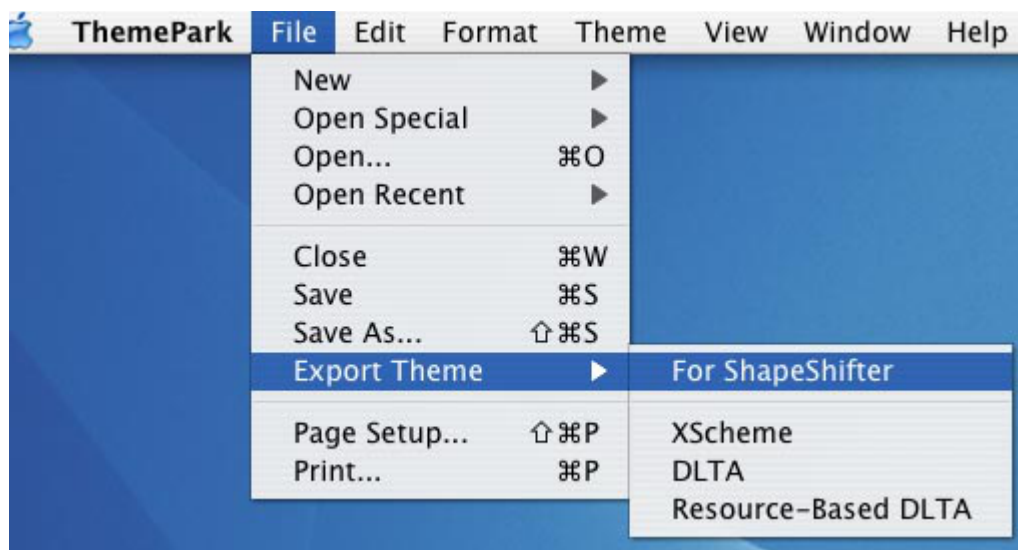 ThemePark File Edit Format Theme View Window Help
New
Open Special
Open... ⌘O
Open Recent
Close ⌘W
Save ⌘S
Save As... ⇧⌘S
Export Theme
For ShapeShifter
Page Setup... ⇧⌘P
XScheme
Print... ⌘P
DLTA
Resource-Based DLTA